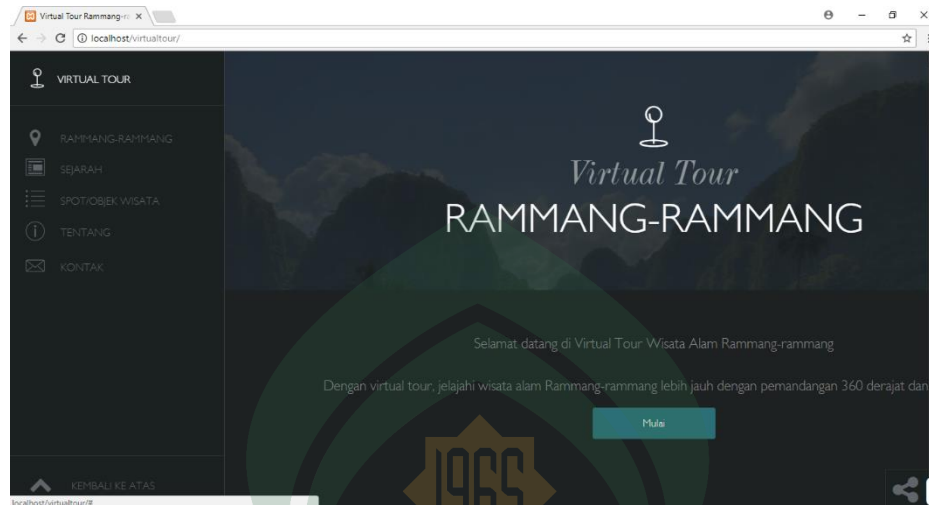 Virtual Tour Rammang-r
localhost/virtualtour/
VIRTUAL TOUR
RAMMANG-RAMMANG
SEJARAH
SPOT/OBJEK WISATA
TENTANG
KONTAK
KEMBALI KE ATAS
Virtual Tour
RAMMANG-RAMMANG
Selamat datang di Virtual Tour Wisata Alam Rammang-rammang
Dengan virtual tour, jelajahi wisata alam Rammang-rammang lebih jauh dengan pemandangan 360 derajat dan
Mulai
1965
localhost/virtualtour/#